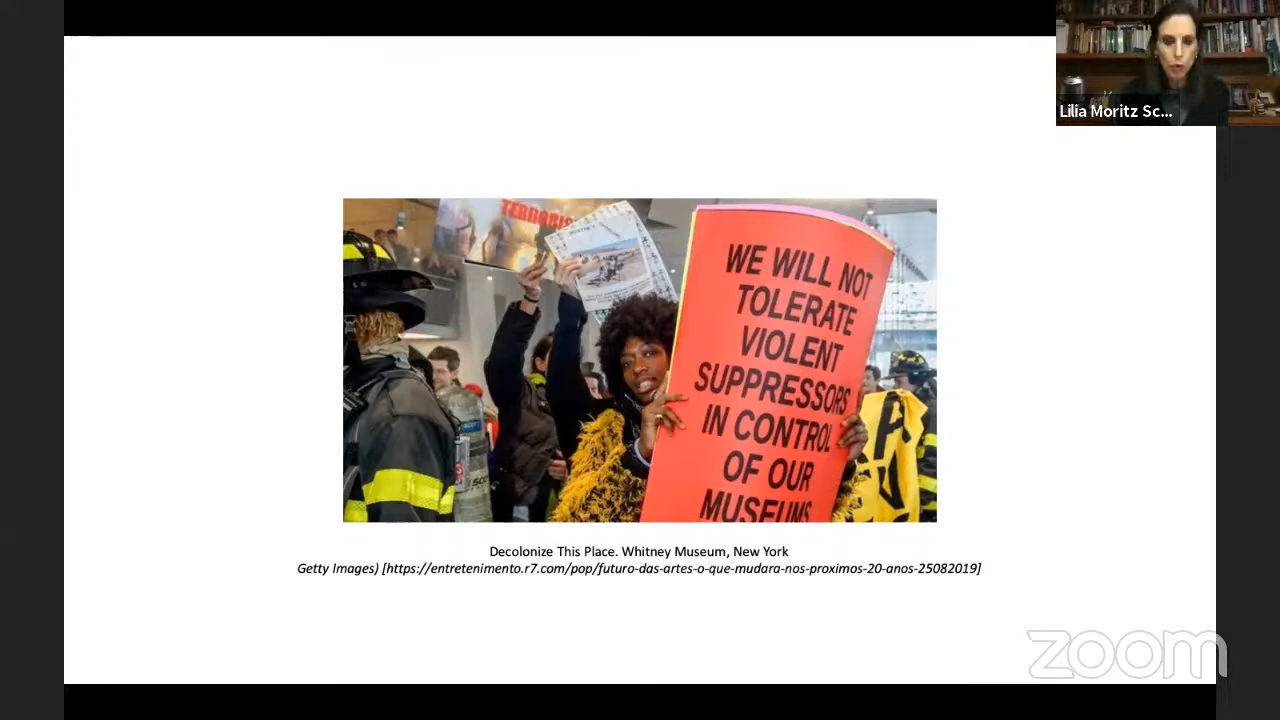 Lilia Moritz Sc...
TERRORIS
WE WILL NOT
TOLERATE
VIOLENT
SUPPRESSORS
IN CONTROL
OF OUR
MUSEUMS
Decolonize This Place. Whitney Museum, New York
Getty Images) [https://entretenimento.r7.com/pop/futuro-das-artes-o-que-mudara-nos-proximos-20-anos-25082019]
zoom